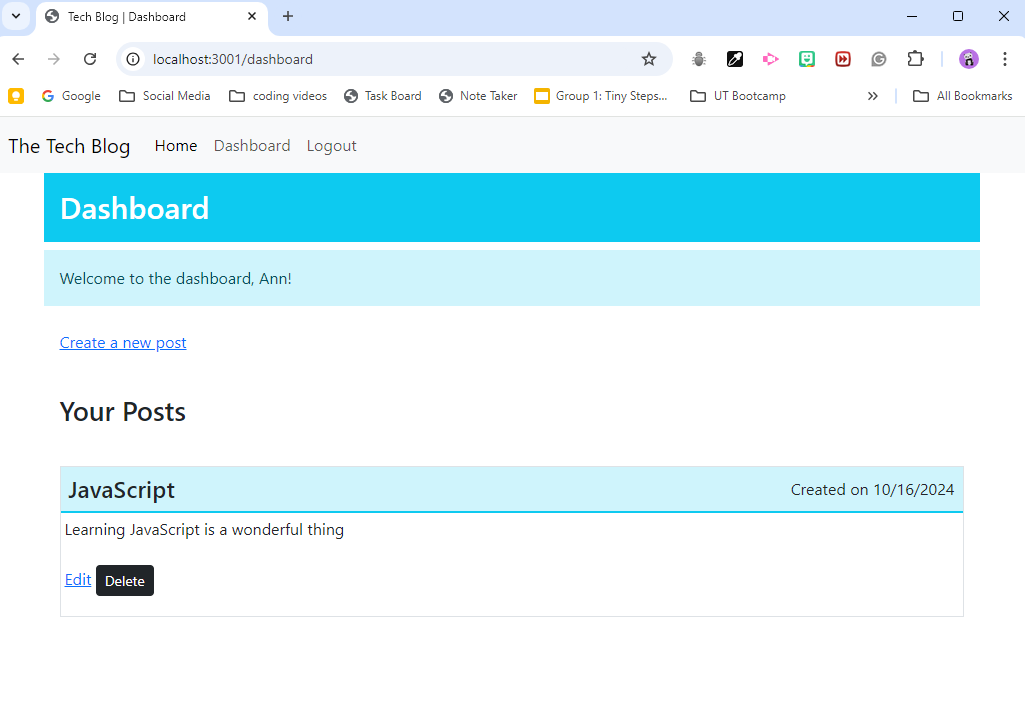 Tech Blog | Dashboard
localhost:3001/dashboard
Google Social Media coding videos Task Board Note Taker Group 1: Tiny Steps... UT Bootcamp All Bookmarks
The Tech Blog Home Dashboard Logout
Dashboard
Welcome to the dashboard, Ann!
Create a new post
Your Posts
JavaScript Created on 10/16/2024
Learning JavaScript is a wonderful thing
Edit Delete